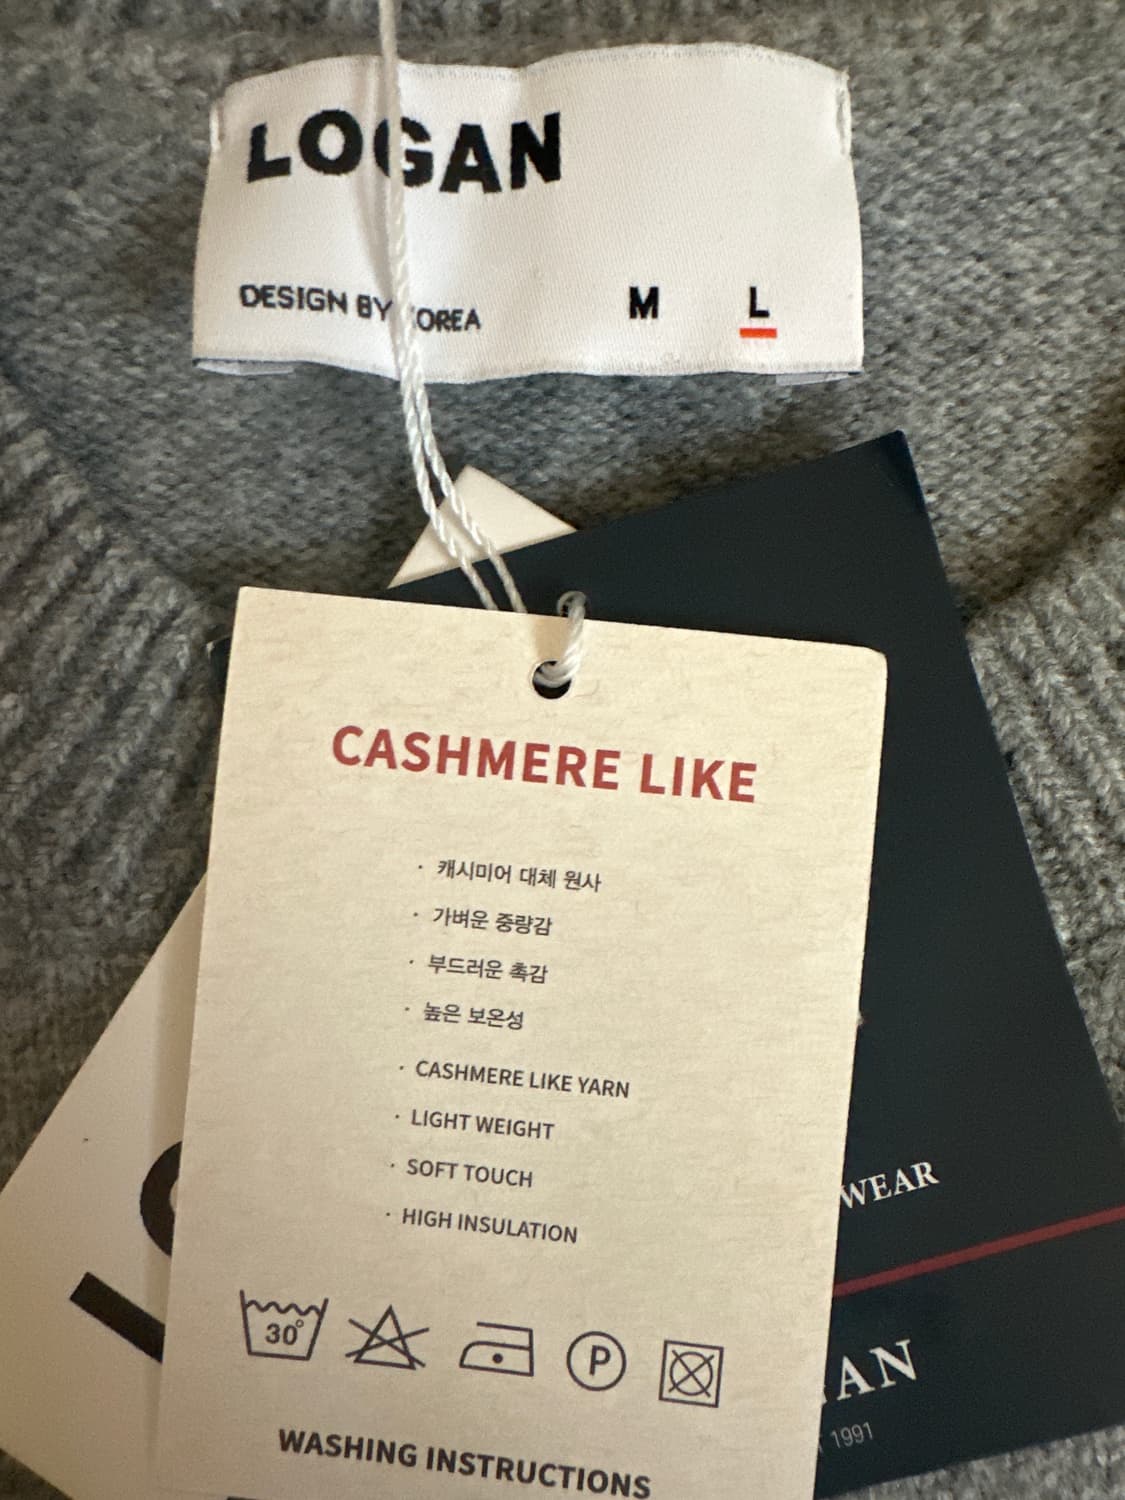 LOGAN
DESIGN BY KOREA
M L
CASHMERE LIKE
· 캐시미어 대체 원사
· 가벼운 중량감
· 부드러운 촉감
· 높은 보온성
· CASHMERE LIKE YARN
· LIGHT WEIGHT
· SOFT TOUCH
· HIGH INSULATION
30°
P
WASHING INSTRUCTIONS
WEAR
AN
1991